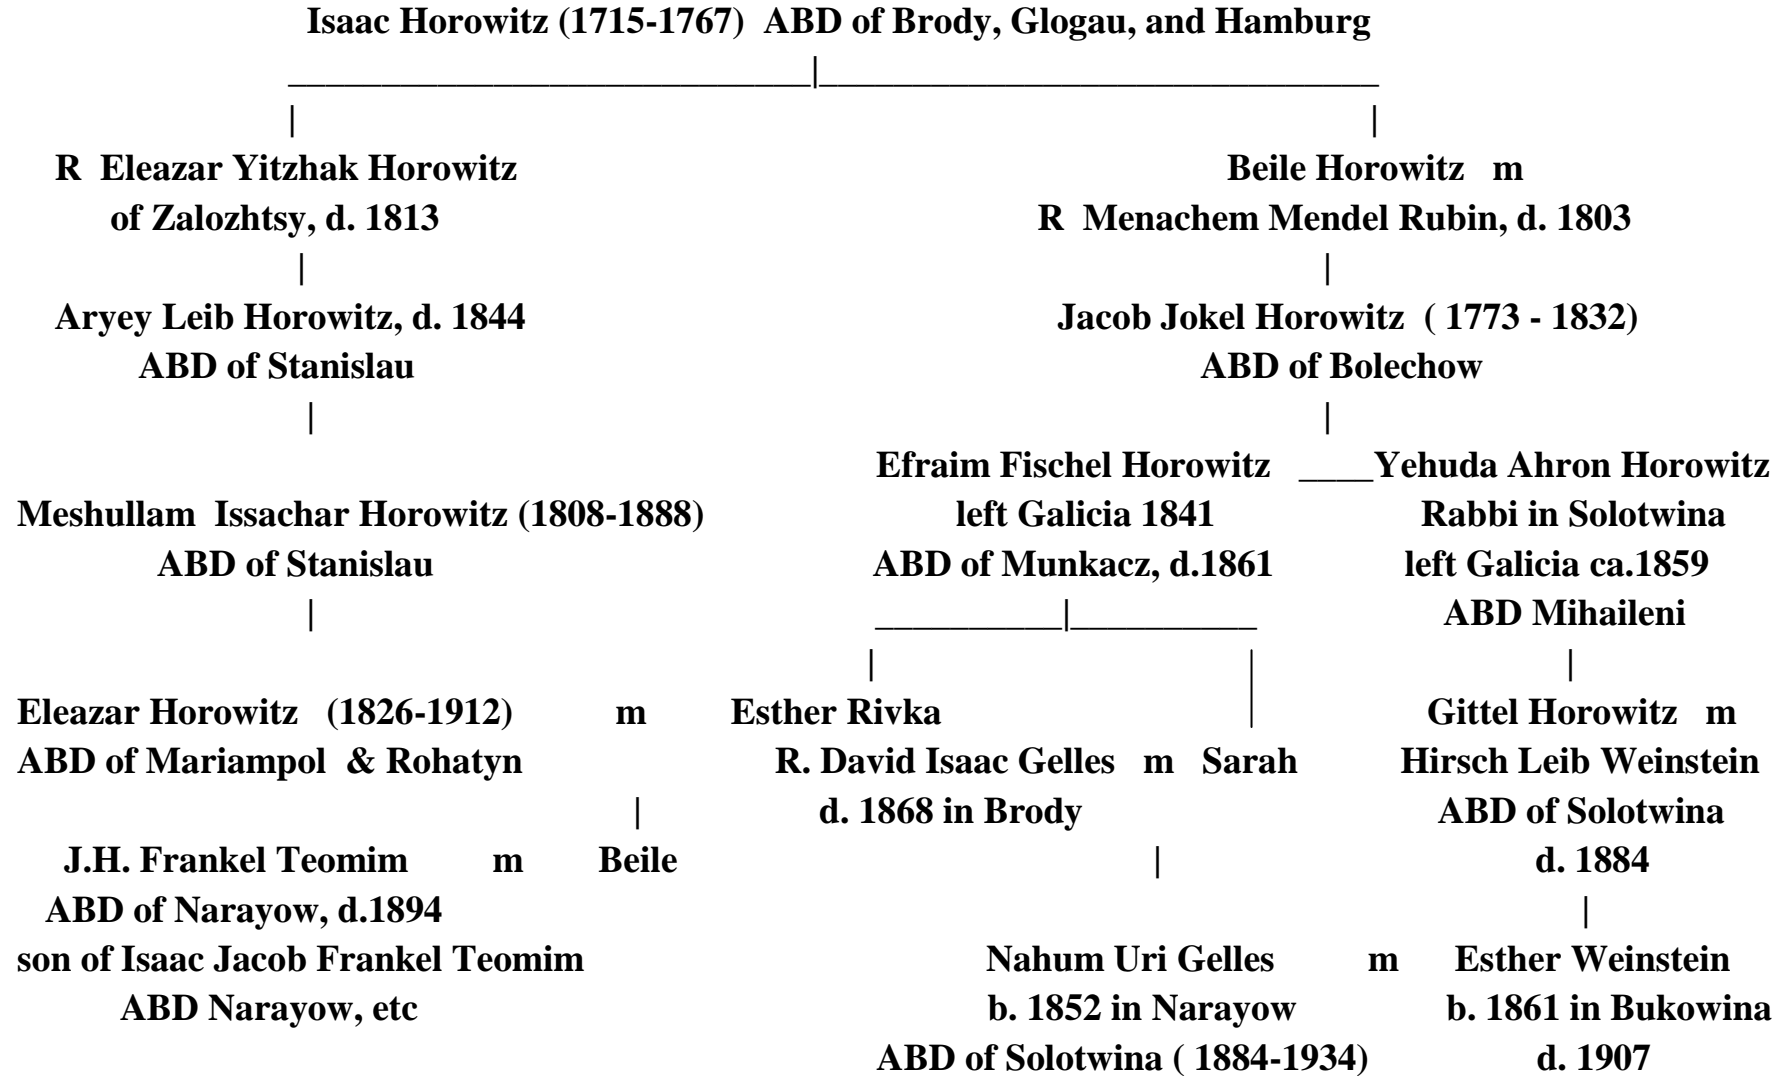 Isaac Horowitz (1715-1767) ABD of Brody, Glogau, and Hamburg
R Eleazar Yitzhak Horowitz Beile Horowitz m
of Zalozhtsy, d. 1813 R Menachem Mendel Rubin, d. 1803
Aryey Leib Horowitz, d. 1844 Jacob Jokel Horowitz ( 1773 - 1832)
ABD of Stanislau ABD of Bolechow
Efraim Fischel Horowitz ____Yehuda Ahron Horowitz
Meshullam Issachar Horowitz (1808-1888) left Galicia 1841 Rabbi in Solotwina
ABD of Stanislau ABD of Munkacz, d.1861 left Galicia ca.1859
ABD Mihaileni
Eleazar Horowitz (1826-1912) m Esther Rivka Gittel Horowitz m
ABD of Mariampol & Rohatyn R. David Isaac Gelles m Sarah Hirsch Leib Weinstein
d. 1868 in Brody ABD of Solotwina
J.H. Frankel Teomim m Beile d. 1884
ABD of Narayow, d.1894
son of Isaac Jacob Frankel Teomim Nahum Uri Gelles m Esther Weinstein
ABD Narayow, etc b. 1852 in Narayow b. 1861 in Bukowina
ABD of Solotwina ( 1884-1934) d. 1907